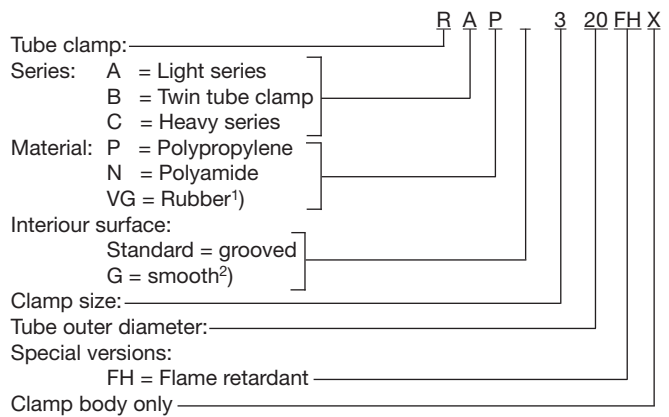 R A P _ 3 20 FH X
Tube clamp:
Series: A = Light series
B = Twin tube clamp
C = Heavy series
Material: P = Polypropylene
N = Polyamide
VG = Rubber¹)
Interiour surface:
Standard = grooved
G = smooth²)
Clamp size:
Tube outer diameter:
Special versions:
FH = Flame retardant
Clamp body only